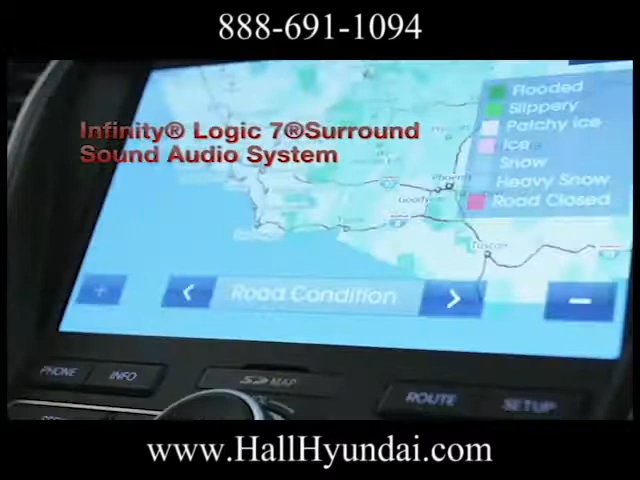 888-691-1094
Infinity® Logic 7®Surround
Sound Audio System
Flooded
Slippery
Patchy Ice
Ice
Snow
Heavy Snow
Road Closed
Phoenix
Tucson
+
< Road Condition >
−
PHONE
INFO
SD MAP
ROUTE
SETUP
www.HallHyundai.com